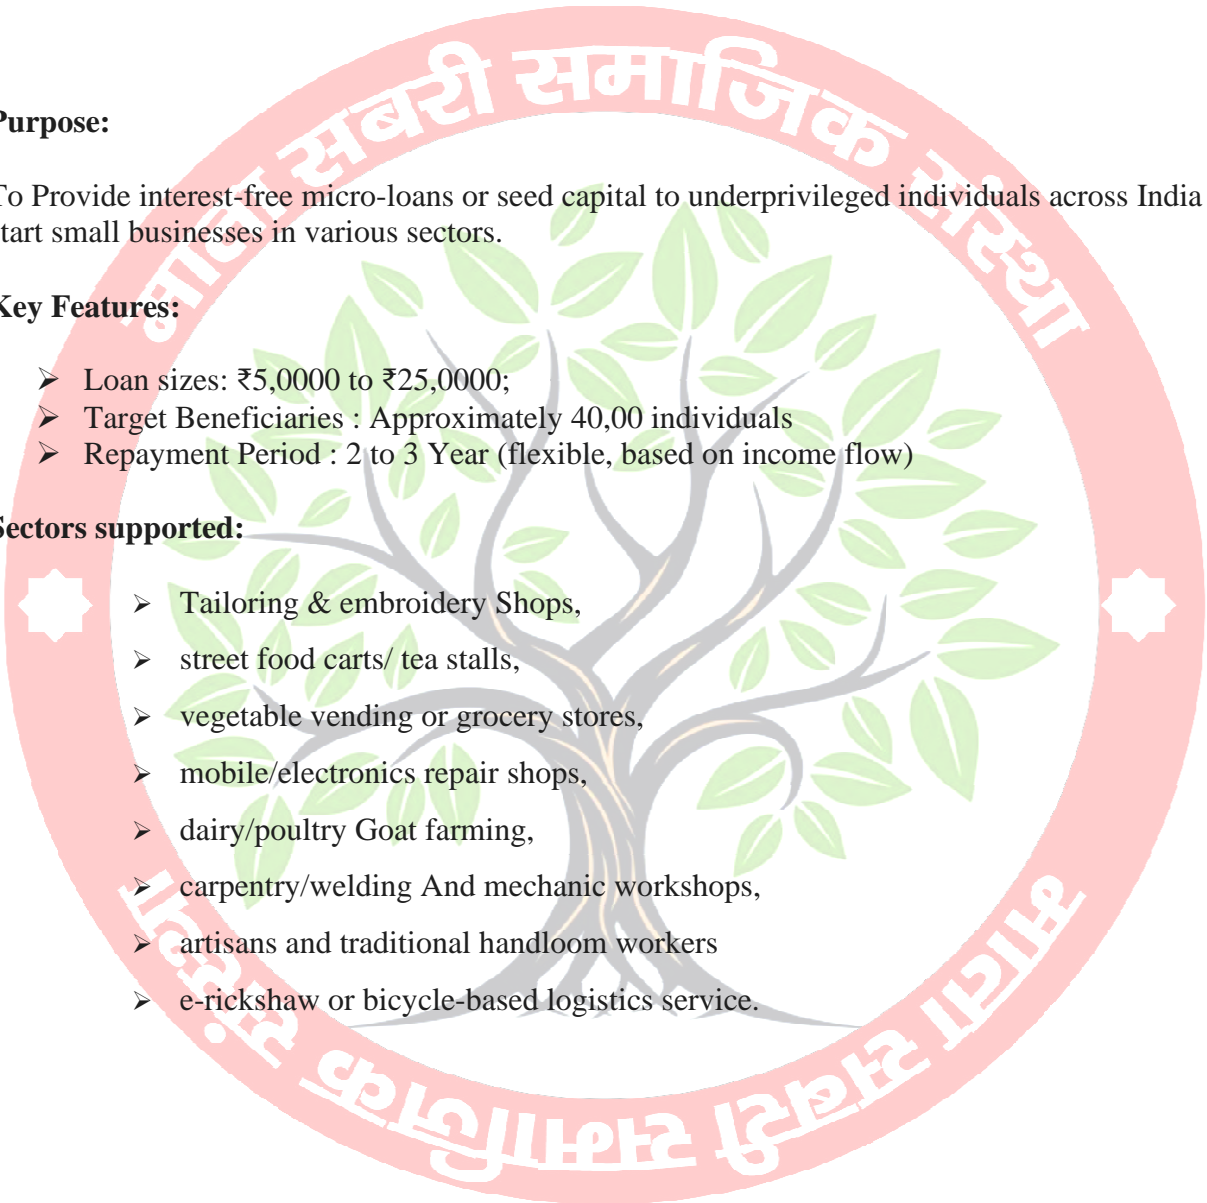 माता सबरी समाजिक संस्था
Purpose:
To Provide interest-free micro-loans or seed capital to underprivileged individuals across India
tart small businesses in various sectors.
Key Features:
➢ Loan sizes: ₹5,0000 to ₹25,0000;
➢ Target Beneficiaries : Approximately 40,00 individuals
➢ Repayment Period : 2 to 3 Year (flexible, based on income flow)
Sectors supported:
➢ Tailoring & embroidery Shops,
➢ street food carts/ tea stalls,
➢ vegetable vending or grocery stores,
➢ mobile/electronics repair shops,
➢ dairy/poultry Goat farming,
➢ carpentry/welding And mechanic workshops,
➢ artisans and traditional handloom workers
➢ e-rickshaw or bicycle-based logistics service.
माता सबरी समाजिक संस्था